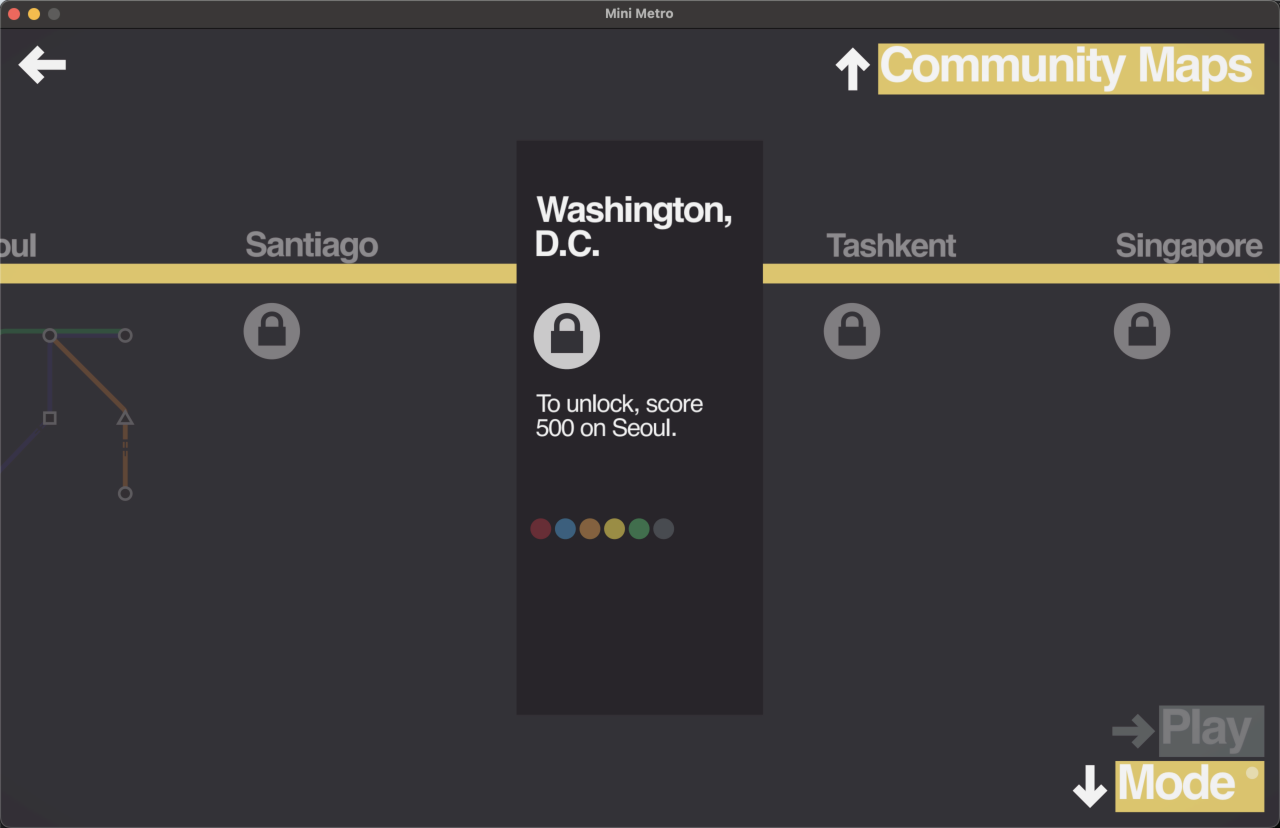 Mini Metro
Community Maps
Washington,
D.C.
oul
Santiago
Tashkent
Singapore
To unlock, score
500 on Seoul.
Play
Mode